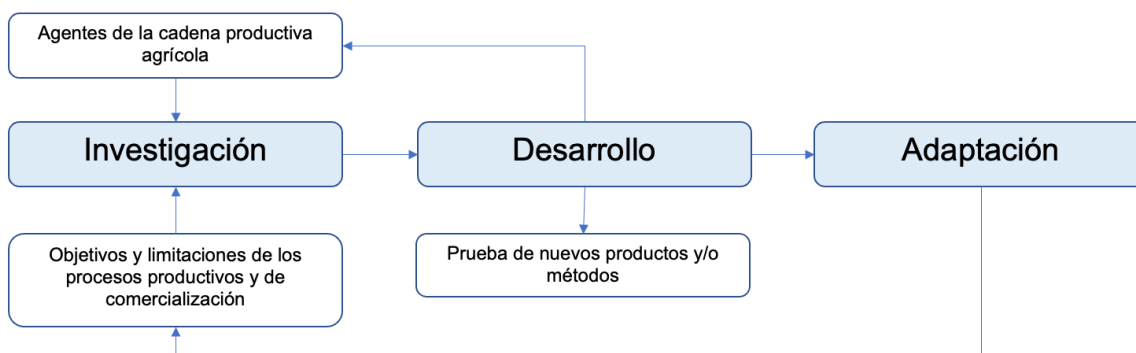 Agentes de la cadena productiva
agrícola
Investigación
Desarrollo
Adaptación
Objetivos y limitaciones de los
procesos productivos y de
comercialización
Prueba de nuevos productos y/o
métodos